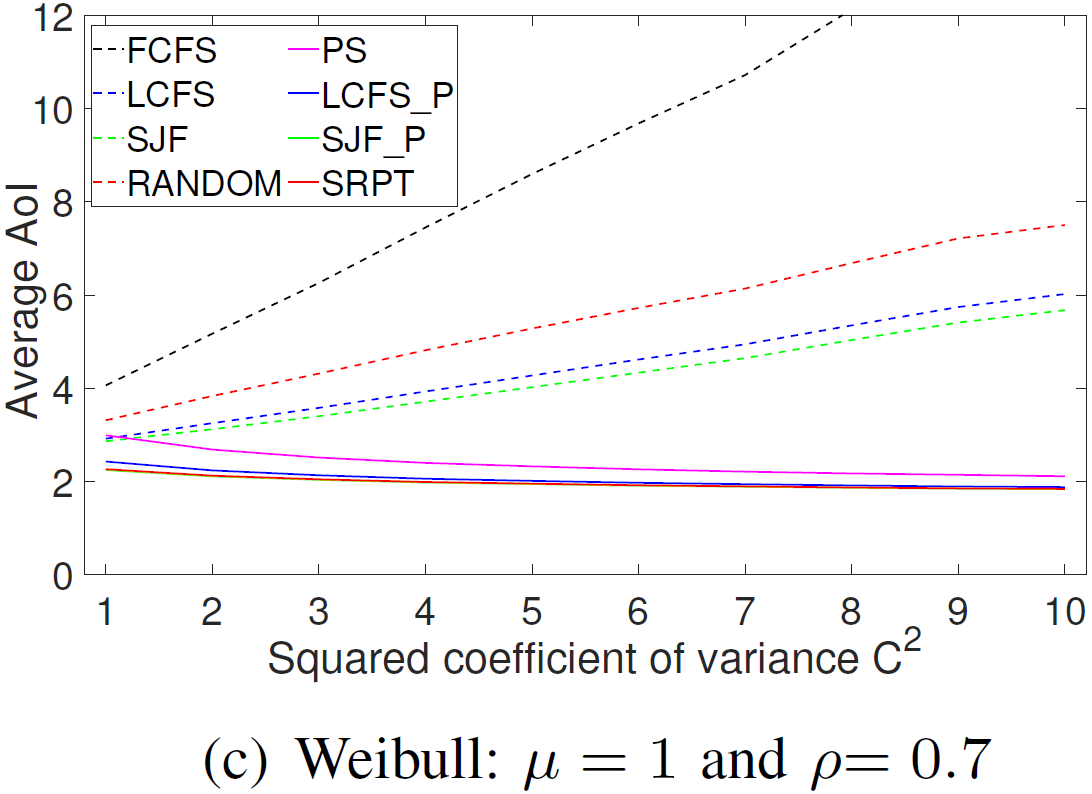 12
10
8
6
4
2
0
Average AoI
FCFS
LCFS
SJF
RANDOM
PS
LCFS_P
SJF_P
SRPT
1 2 3 4 5 6 7 8 9 10
Squared coefficient of variance C²
(c) Weibull: μ = 1 and ρ= 0.7